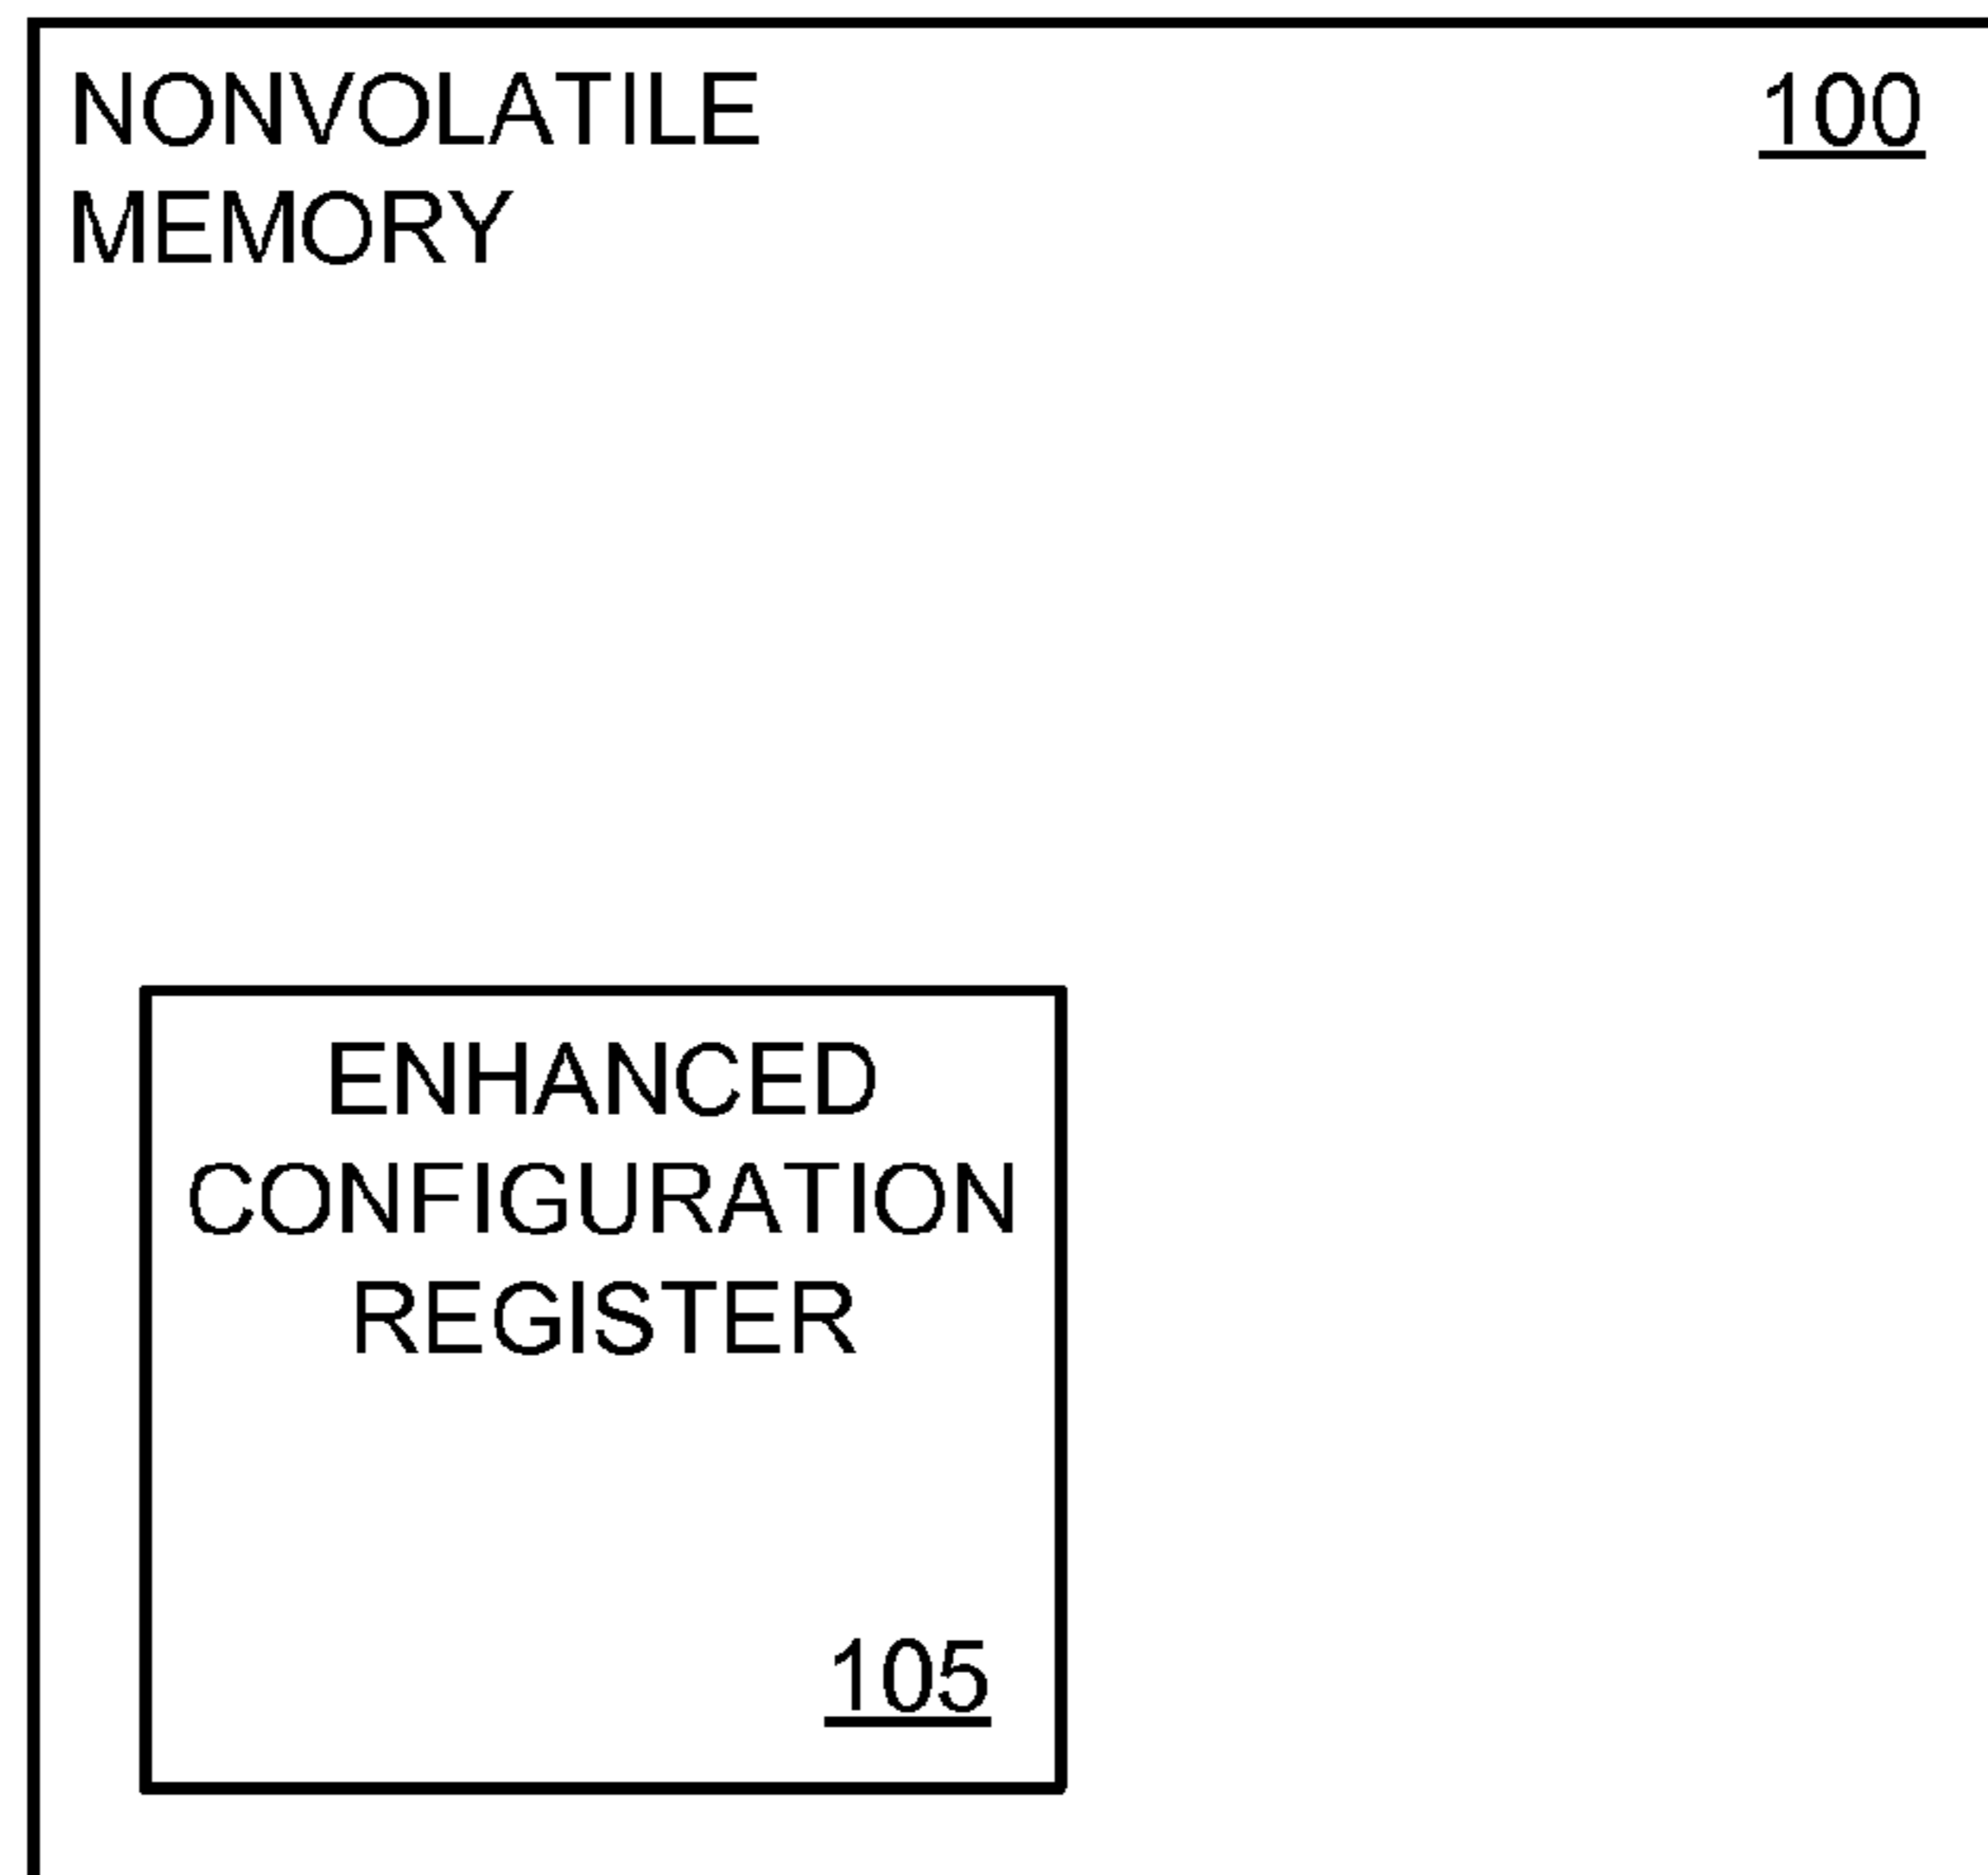 NONVOLATILE
MEMORY
100
ENHANCED
CONFIGURATION
REGISTER
105